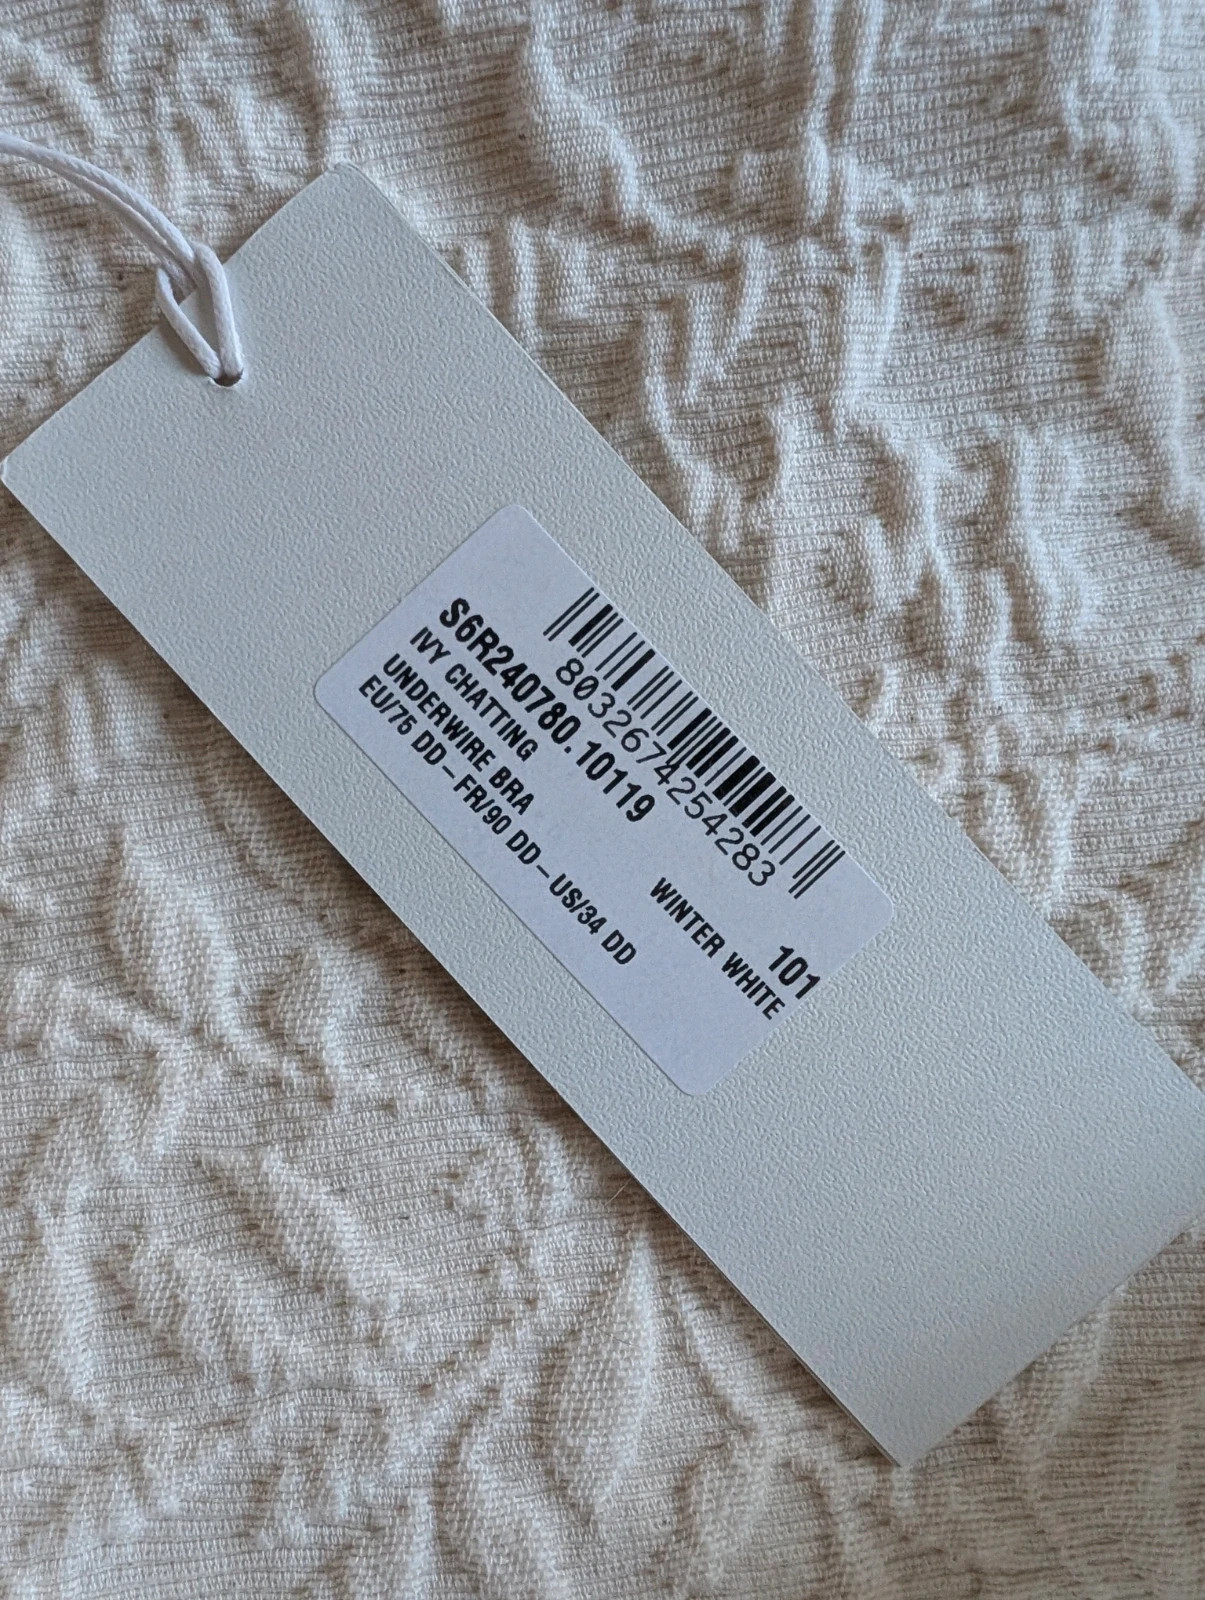 8032674254283
S6R240780.10119
IVY CHATTING
UNDERWIRE BRA
EU/75 DD – FR/90 DD – US/34 DD
101
WINTER WHITE